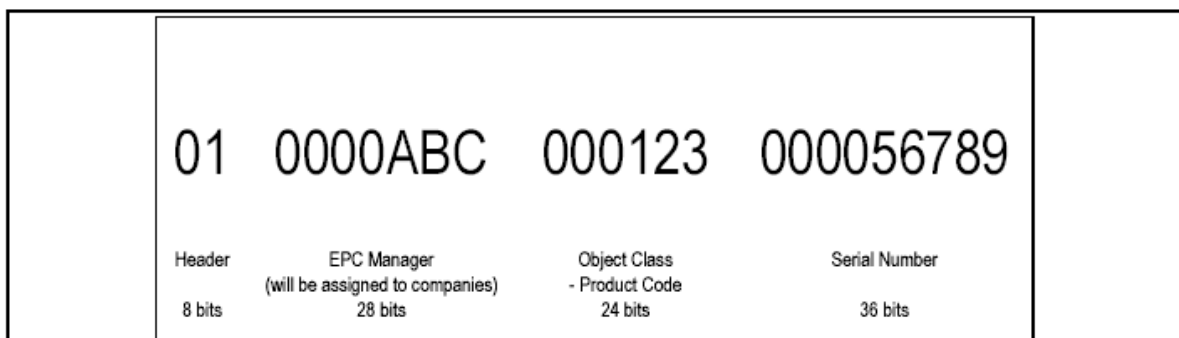 01 0000ABC 000123 000056789
Header EPC Manager Object Class Serial Number
(will be assigned to companies) - Product Code
8 bits 28 bits 24 bits 36 bits